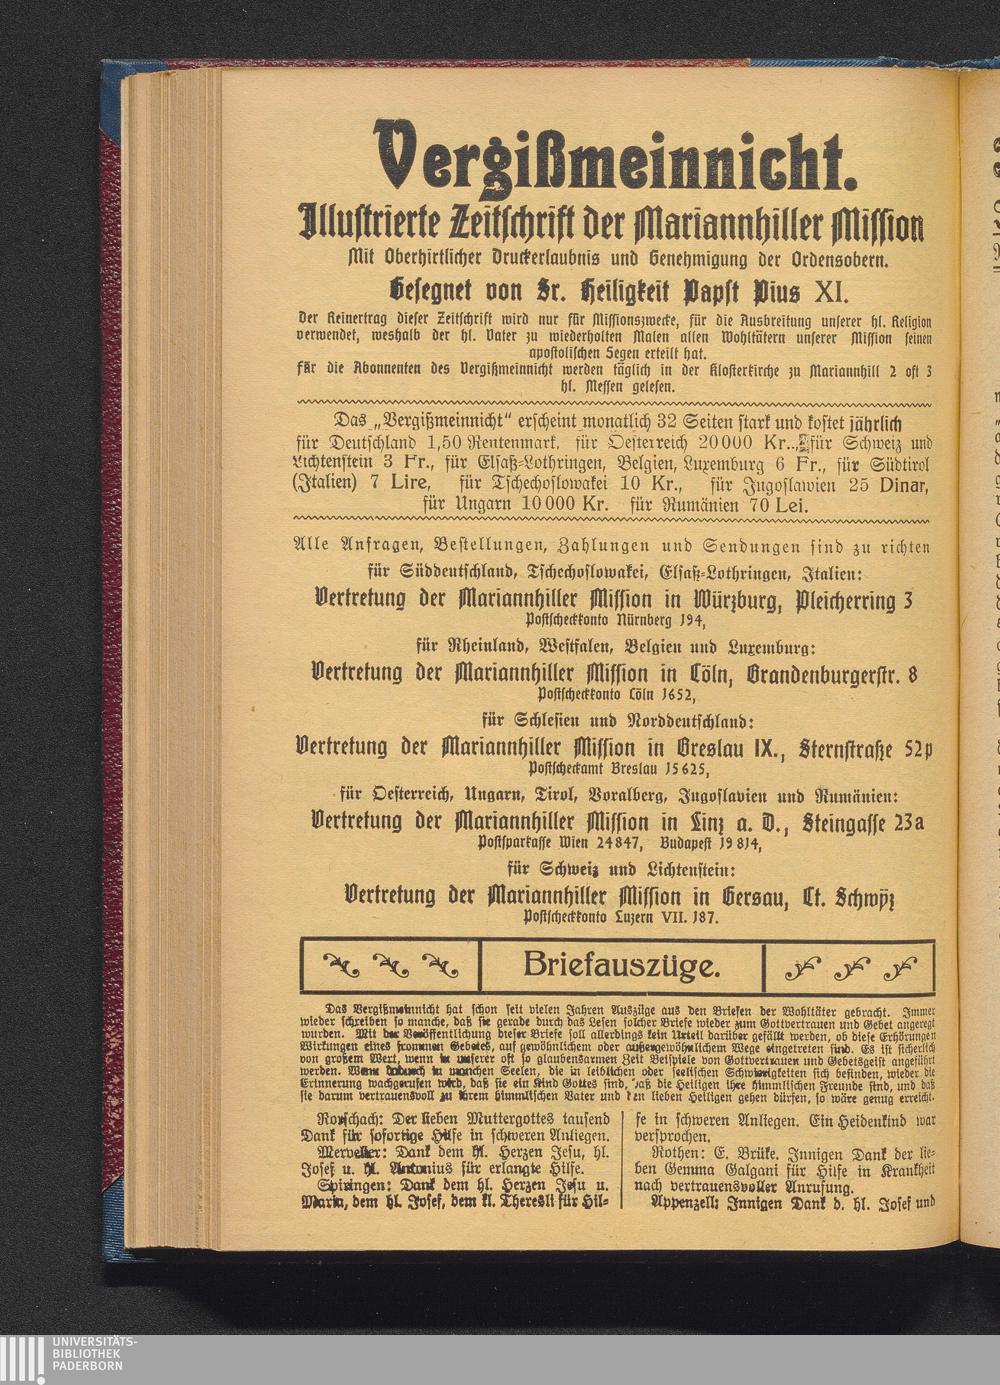 Vergißmeinnicht.
Illustrierte Zeitschrift der Mariannhiller Mission
Mit Oberhirtlicher Druckerlaubnis und Genehmigung der Ordensobern.
Gesegnet von Sr. Heiligkeit Papst Pius XI.
Der Reinertrag dieser Zeitschrift wird nur für Missionszwecke, für die Ausbreitung unserer hl. Religion
verwendet, weshalb der hl. Vater zu wiederholten Malen allen Wohltätern unserer Mission seinen
apostolischen Segen erteilt hat.
Für die Abonnenten des Vergißmeinnicht werden täglich in der Klosterkirche zu Mariannhill 2 oft 3
hl. Messen gelesen.
Das „Vergißmeinnicht“ erscheint monatlich 32 Seiten stark und kostet jährlich
für Deutschland 1,50 Rentenmark, für Oesterreich 20000 Kr., für Schweiz und
Lichtenstein 3 Fr., für Elsaß-Lothringen, Belgien, Luxemburg 6 Fr., für Südtirol
(Italien) 7 Lire, für Tschechoslowakei 10 Kr., für Jugoslawien 25 Dinar,
für Ungarn 10000 Kr. für Rumänien 70 Lei.
Alle Anfragen, Bestellungen, Zahlungen und Sendungen sind zu richten
für Süddeutschland, Tschechoslowakei, Elsaß-Lothringen, Italien:
Vertretung der Mariannhiller Mission in Würzburg, Pleicherring 3
Postscheckkonto Nürnberg 194,
für Rheinland, Westfalen, Belgien und Luxemburg:
Vertretung der Mariannhiller Mission in Cöln, Brandenburgerstr. 8
Postscheckkonto Cöln 1652,
für Schlesien und Norddeutschland:
Vertretung der Mariannhiller Mission in Breslau IX., Sternstraße 52p
Postscheckamt Breslau 15625,
für Oesterreich, Ungarn, Tirol, Voralberg, Jugoslavien und Rumänien:
Vertretung der Mariannhiller Mission in Linz a. D., Steingasse 23a
Postsparkasse Wien 24847, Budapest 19814,
für Schweiz und Lichtenstein:
Vertretung der Mariannhiller Mission in Gersau, Ct. Schwÿz
Postscheckkonto Luzern VII. 187.
Briefauszüge.
Das Vergißmeinnicht hat schon seit vielen Jahren Auszüge aus den Briefen der Wohltäter gebracht. Immer
wieder schreiben so manche, daß sie gerade durch das Lesen solcher Briefe wieder zum Gottvertrauen und Gebet angeregt
wurden. Mit der Veröffentlichung dieser Briefe soll allerdings kein Urteil darüber gefällt werden, ob diese Erhörungen
Wirkungen eines frommen Gebetes, auf gewöhnlichem oder außergewöhnlichem Wege eingetreten sind. Es ist sicherlich
von großem Wert, wenn in unserer oft so glaubensarmen Zeit Beispiele von Gottvertrauen und Gebetsgeist angeführt
werden. Wenn dadurch in manchen Seelen, die in leiblichen oder seelischen Schwierigkeiten sich befinden, wieder die
Erinnerung wachgerufen wird, daß sie ein Kind Gottes sind, daß die Heiligen ihre himmlischen Freunde sind, und daß
sie darum vertrauensvoll zu ihrem himmlischen Vater und den lieben Heiligen gehen dürfen, so wäre genug erreicht.
Rorschach: Der lieben Muttergottes tausend
Dank für sofortige Hilfe in schweren Anliegen.
Merveller: Dank dem hl. Herzen Jesu, hl.
Josef u. hl. Antonius für erlangte Hilfe.
Spiringen: Dank dem hl. Herzen Jesu u.
Maria, dem hl. Josef, dem kl. Theresli für Hil-
fe in schweren Anliegen. Ein Heidenkind war
versprochen.
Rothen: E. Brüke. Innigen Dank der lie-
ben Gemma Galgani für Hilfe in Krankheit
nach vertrauensvoller Anrufung.
Appenzell: Innigen Dank d. hl. Josef und
UNIVERSITÄTS-
BIBLIOTHEK
PADERBORN